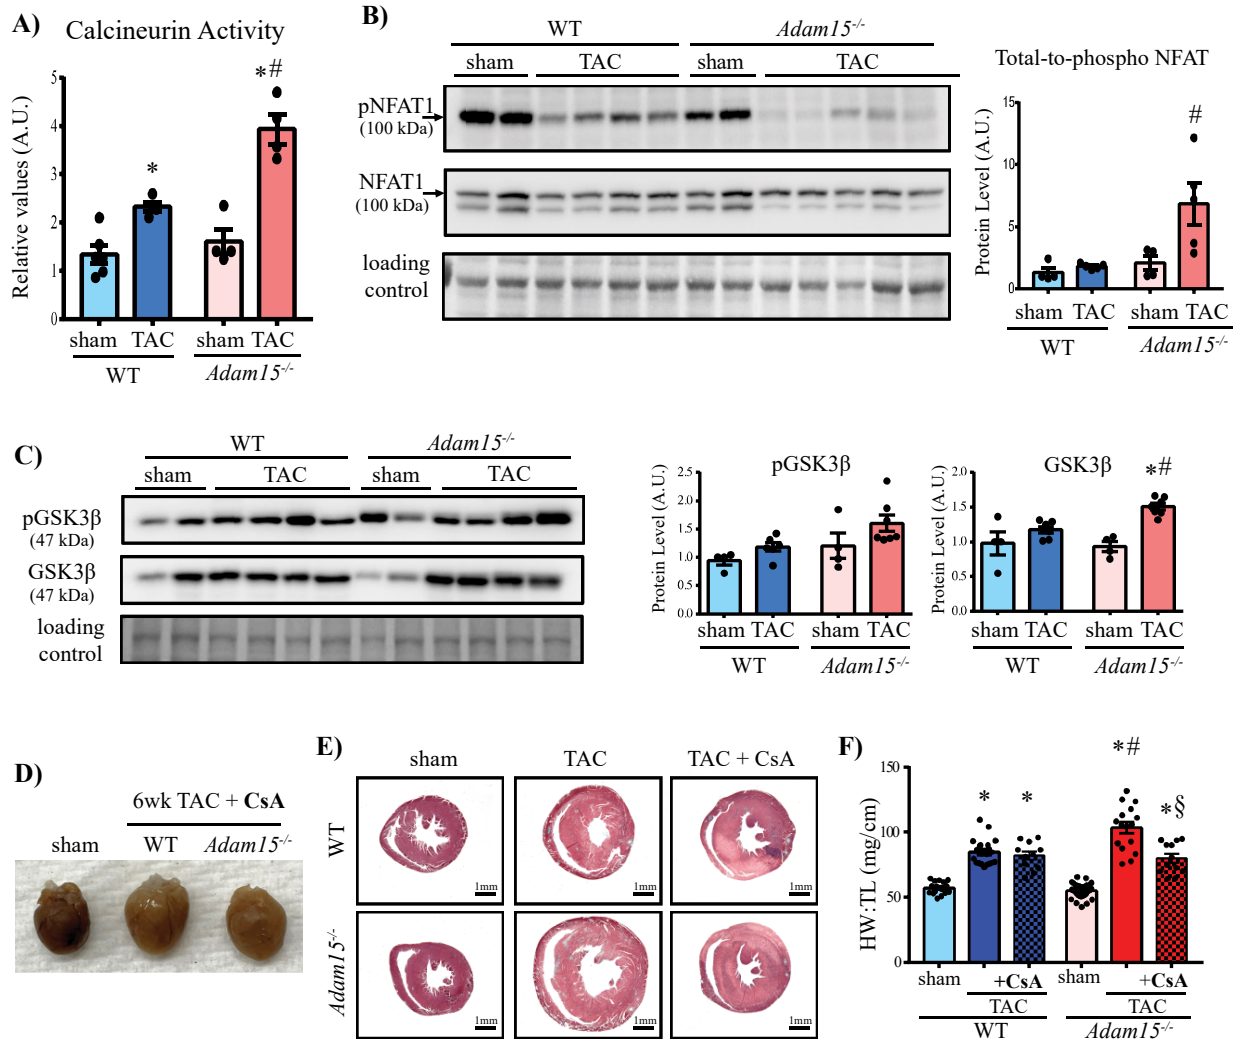 A) Calcineurin Activity
Relative values (A.U.)
5
4
3
2
1
0
* *#
sham TAC sham TAC
WT Adam15-/-
B)
WT Adam15-/-
sham TAC sham TAC
pNFAT1
(100 kDa)
NFAT1
(100 kDa)
loading
control
Total-to-phospho NFAT
Protein Level (A.U.)
15
10
5
0
#
sham TAC sham TAC
WT Adam15-/-
C)
WT Adam15-/-
sham TAC sham TAC
pGSK3β
(47 kDa)
GSK3β
(47 kDa)
loading
control
pGSK3β
Protein Level (A.U.)
2.5
2.0
1.5
1.0
0.5
0.0
sham TAC sham TAC
WT Adam15-/-
GSK3β
Protein Level (A.U.)
2.0
1.5
1.0
0.5
0.0
*#
sham TAC sham TAC
WT Adam15-/-
D)
6wk TAC + CsA
sham WT Adam15-/-
E)
sham TAC TAC + CsA
WT
1mm 1mm 1mm
Adam15-/-
1mm 1mm 1mm
F)
HW:TL (mg/cm)
150
100
50
0
* * *# *§
sham +CsA sham +CsA
TAC TAC
WT Adam15-/-